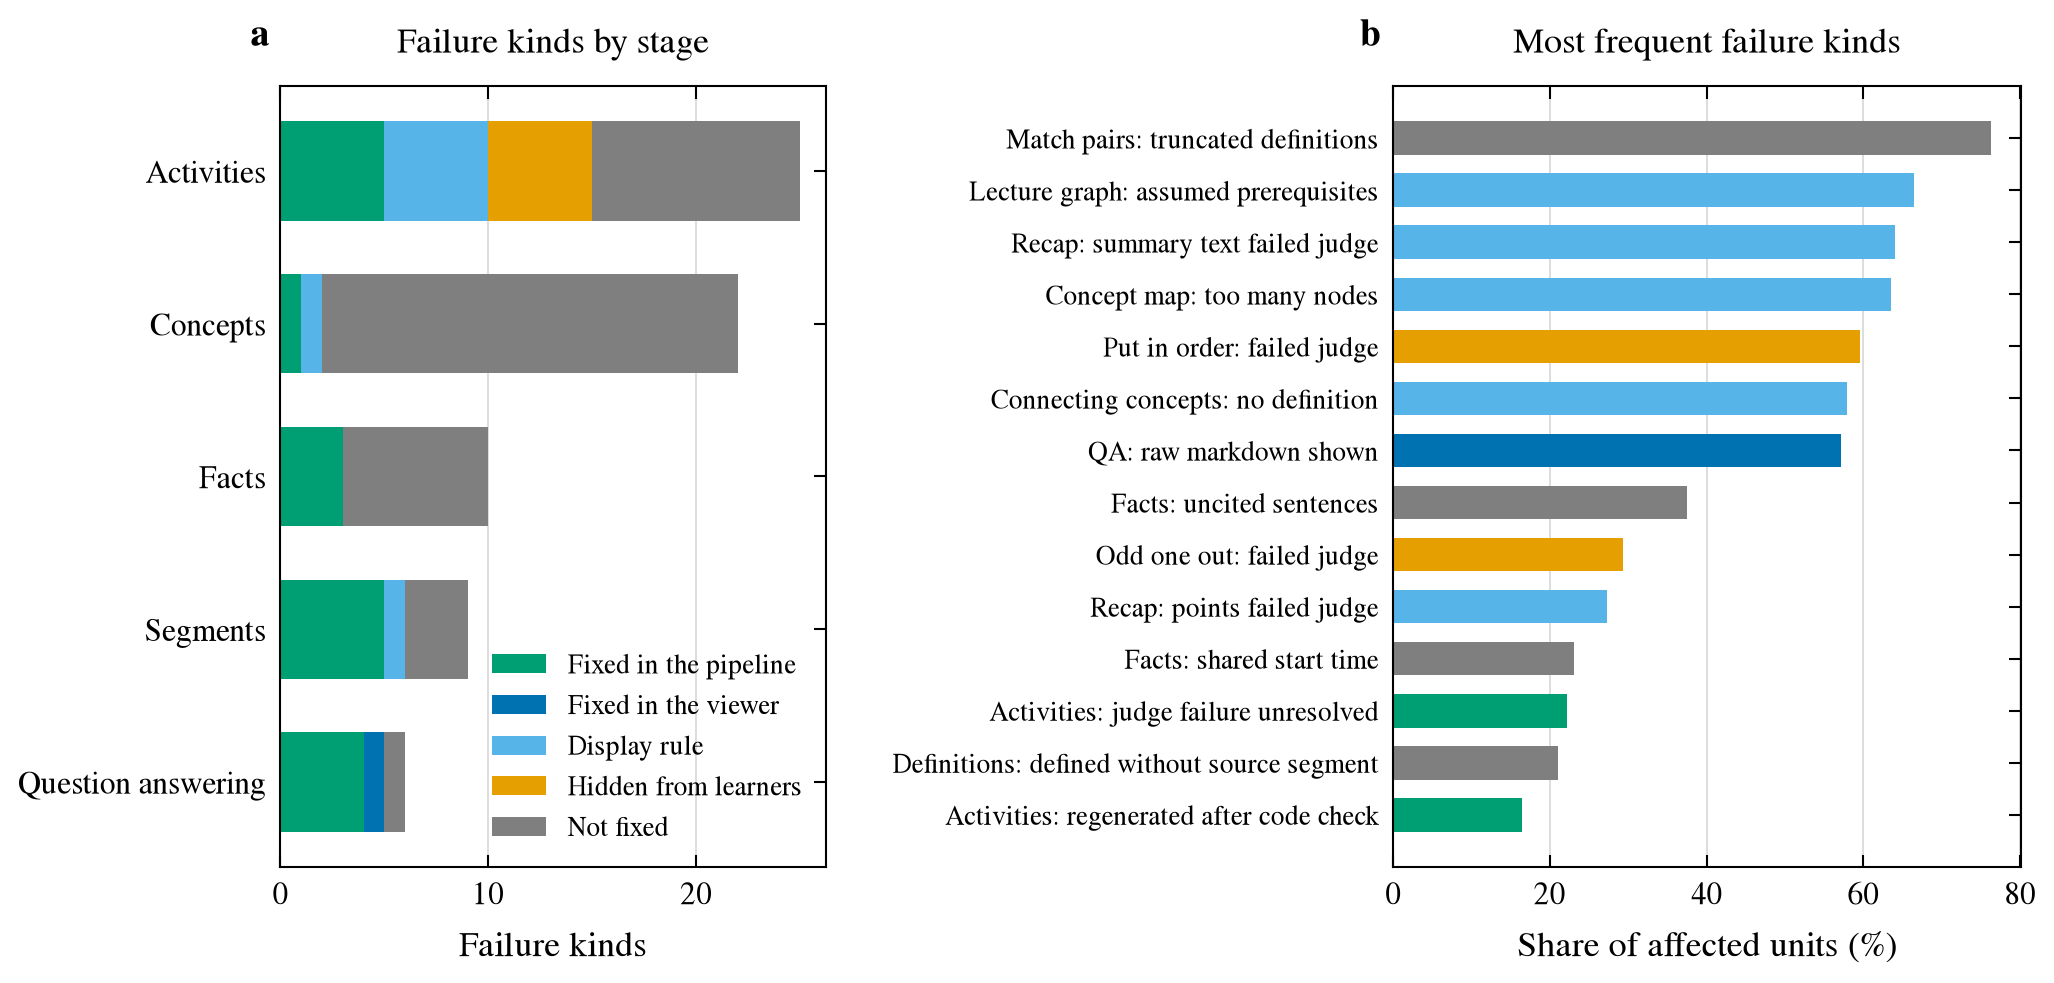 a
Failure kinds by stage
Activities
Concepts
Facts
Segments
Question answering
Fixed in the pipeline
Fixed in the viewer
Display rule
Hidden from learners
Not fixed
0 10 20
Failure kinds
b
Most frequent failure kinds
Match pairs: truncated definitions
Lecture graph: assumed prerequisites
Recap: summary text failed judge
Concept map: too many nodes
Put in order: failed judge
Connecting concepts: no definition
QA: raw markdown shown
Facts: uncited sentences
Odd one out: failed judge
Recap: points failed judge
Facts: shared start time
Activities: judge failure unresolved
Definitions: defined without source segment
Activities: regenerated after code check
0 20 40 60 80
Share of affected units (%)